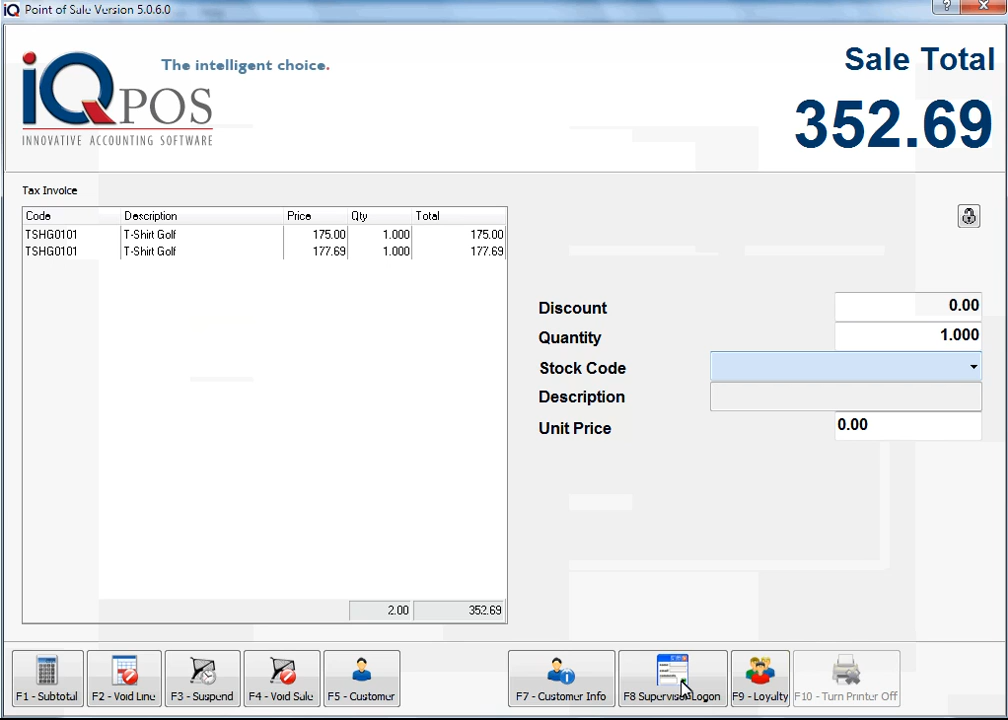 iQ Point of Sale Version 5.0.6.0
?
The intelligent choice.
iQPOS
INNOVATIVE ACCOUNTING SOFTWARE
Sale Total
352.69
Tax Invoice
Code Description Price Qty Total
TSHG0101 T-Shirt Golf 175.00 1.000 175.00
TSHG0101 T-Shirt Golf 177.69 1.000 177.69
Discount 0.00
Quantity 1.000
Stock Code
Description
Unit Price 0.00
2.00 352.69
F1 - Subtotal F2 - Void Line F3 - Suspend F4 - Void Sale F5 - Customer F7 - Customer Info F8 Supervisor Logon F9 - Loyalty F10 - Turn Printer Off